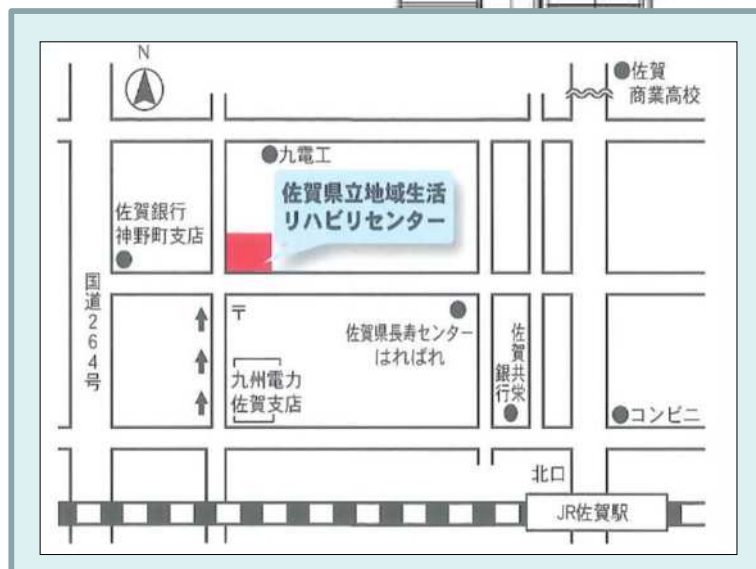 N
佐賀
商業高校
九電工
佐賀県立地域生活
リハビリセンター
佐賀銀行
神野町支店
国道264号
〒
佐賀県長寿センター
はればれ
佐賀共栄
銀行
九州電力
佐賀支店
コンビニ
北口
JR佐賀駅